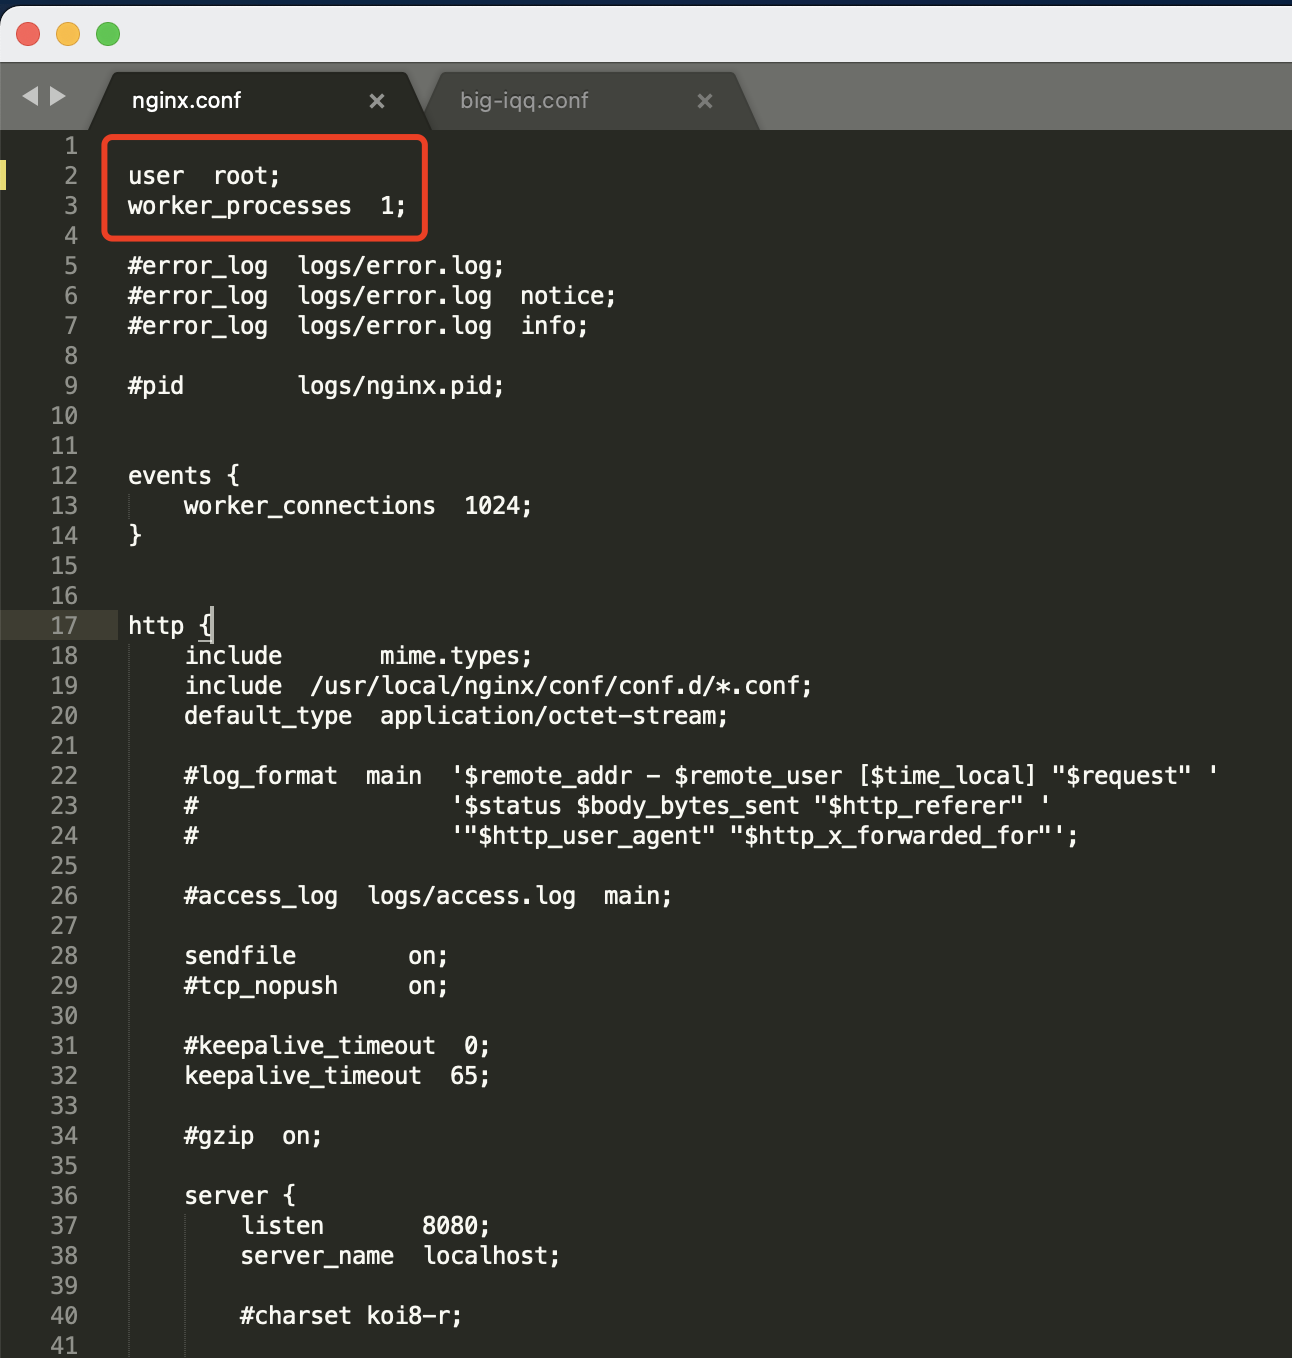 nginx.conf × big-iqq.conf ×
1
2 user  root;
3 worker_processes  1;
4
5 #error_log  logs/error.log;
6 #error_log  logs/error.log  notice;
7 #error_log  logs/error.log  info;
8
9 #pid        logs/nginx.pid;
10
11
12 events {
13     worker_connections  1024;
14 }
15
16
17 http {
18     include       mime.types;
19     include  /usr/local/nginx/conf/conf.d/*.conf;
20     default_type  application/octet-stream;
21
22     #log_format  main  '$remote_addr - $remote_user [$time_local] "$request" '
23     #                  '$status $body_bytes_sent "$http_referer" '
24     #                  '"$http_user_agent" "$http_x_forwarded_for"';
25
26     #access_log  logs/access.log  main;
27
28     sendfile        on;
29     #tcp_nopush     on;
30
31     #keepalive_timeout  0;
32     keepalive_timeout  65;
33
34     #gzip  on;
35
36     server {
37         listen       8080;
38         server_name  localhost;
39
40         #charset koi8-r;
41